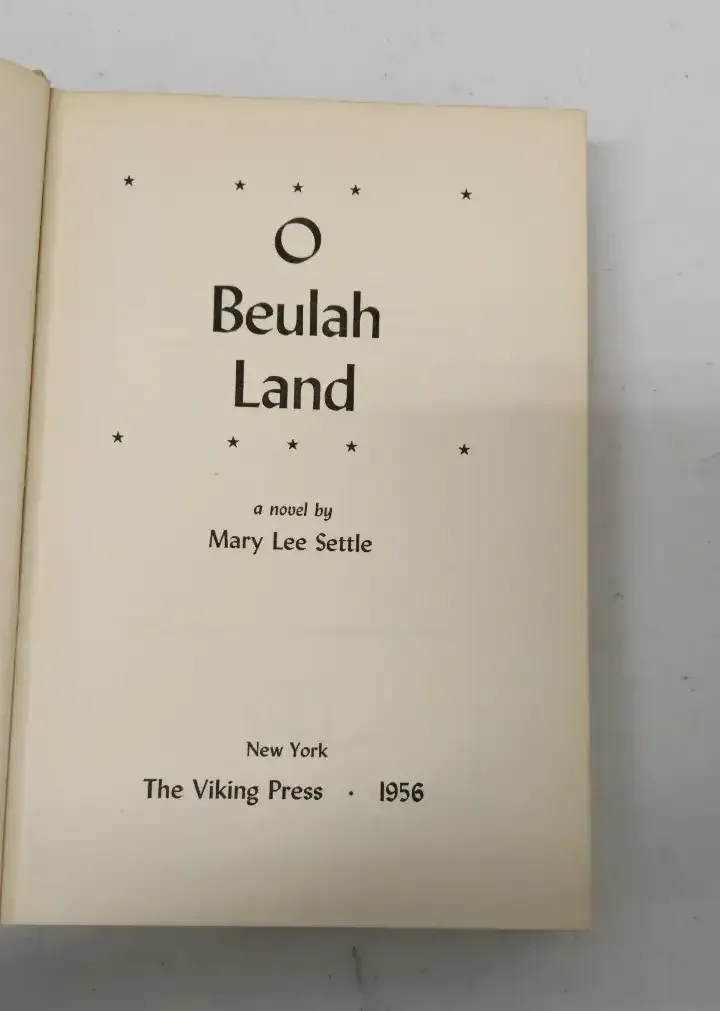 O
Beulah
Land
a novel by
Mary Lee Settle
New York
The Viking Press · 1956